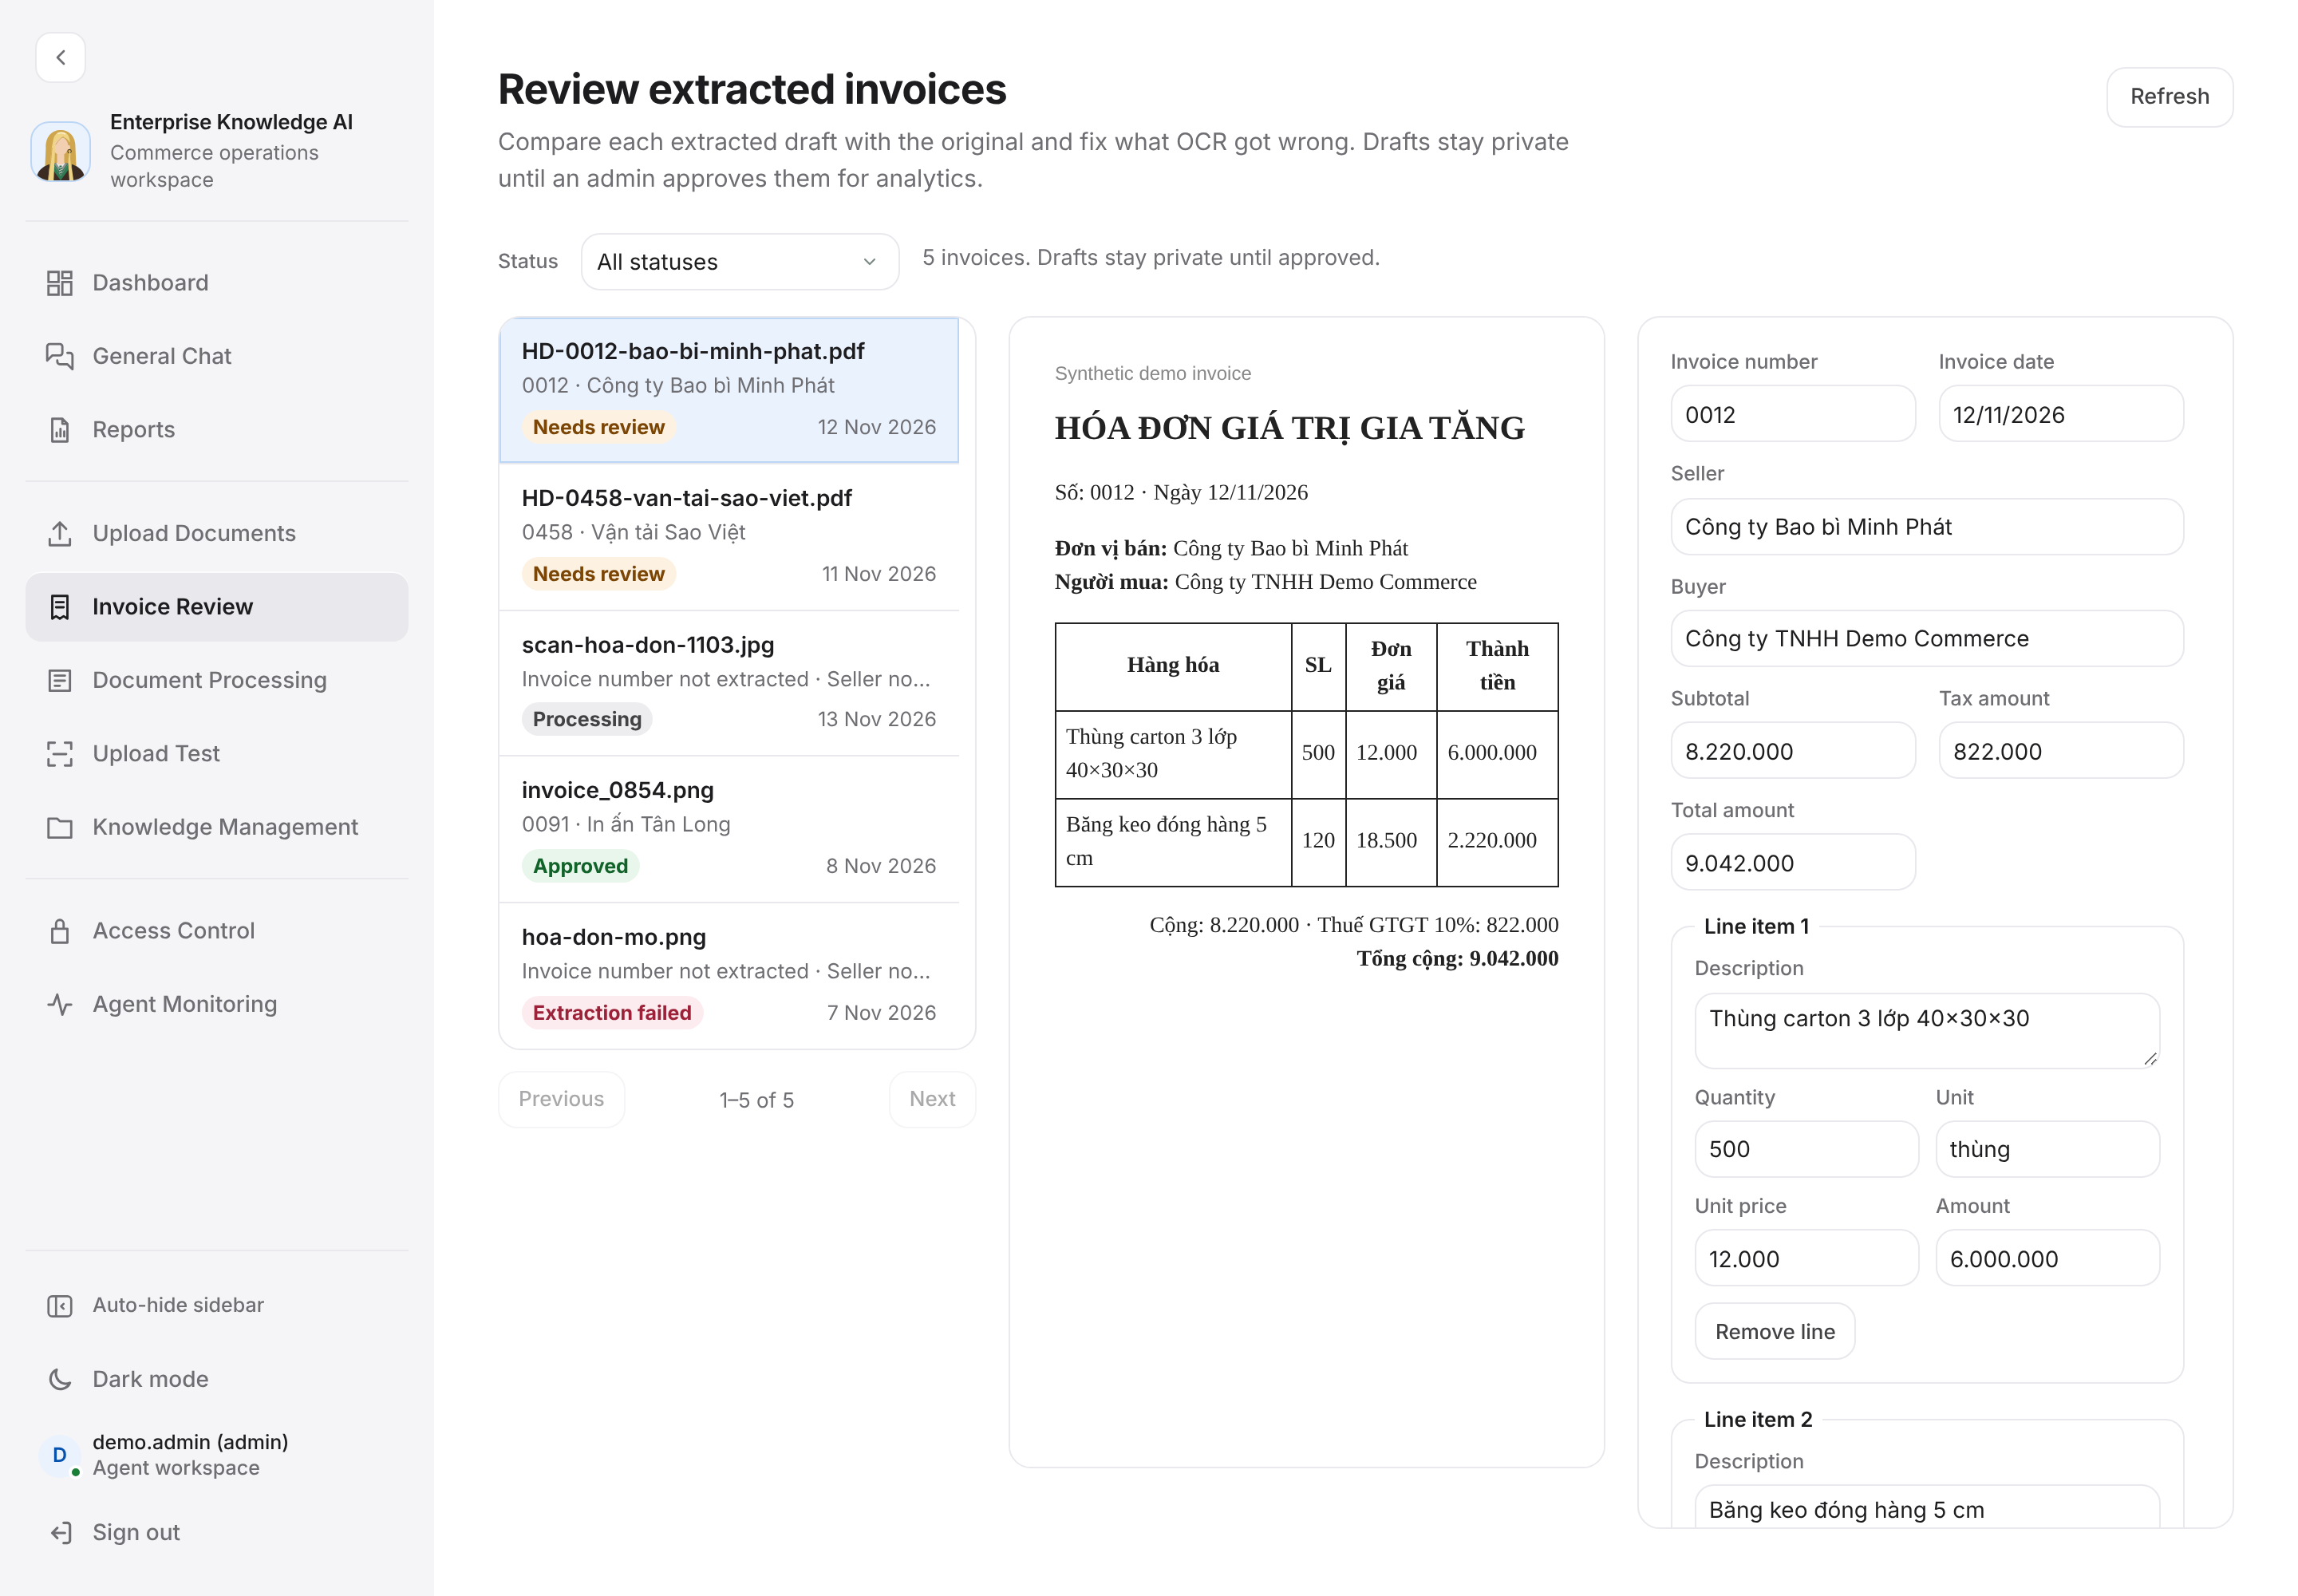 Enterprise Knowledge AI
Commerce operations
workspace
Dashboard
General Chat
Reports
Upload Documents
Invoice Review
Document Processing
Upload Test
Knowledge Management
Access Control
Agent Monitoring
Auto-hide sidebar
Dark mode
D
demo.admin (admin)
Agent workspace
Sign out
Review extracted invoices
Refresh
Compare each extracted draft with the original and fix what OCR got wrong. Drafts stay private
until an admin approves them for analytics.
Status
All statuses
5 invoices. Drafts stay private until approved.
HD-0012-bao-bi-minh-phat.pdf
0012 · Công ty Bao bì Minh Phát
Needs review 12 Nov 2026
HD-0458-van-tai-sao-viet.pdf
0458 · Vận tải Sao Việt
Needs review 11 Nov 2026
scan-hoa-don-1103.jpg
Invoice number not extracted · Seller no...
Processing 13 Nov 2026
invoice_0854.png
0091 · In ấn Tân Long
Approved 8 Nov 2026
hoa-don-mo.png
Invoice number not extracted · Seller no...
Extraction failed 7 Nov 2026
Previous 1–5 of 5 Next
Synthetic demo invoice
HÓA ĐƠN GIÁ TRỊ GIA TĂNG
Số: 0012 · Ngày 12/11/2026
Đơn vị bán: Công ty Bao bì Minh Phát
Người mua: Công ty TNHH Demo Commerce
Hàng hóa SL Đơn giá Thành tiền
Thùng carton 3 lớp 40×30×30 500 12.000 6.000.000
Băng keo đóng hàng 5 cm 120 18.500 2.220.000
Cộng: 8.220.000 · Thuế GTGT 10%: 822.000
Tổng cộng: 9.042.000
Invoice number Invoice date
0012 12/11/2026
Seller
Công ty Bao bì Minh Phát
Buyer
Công ty TNHH Demo Commerce
Subtotal Tax amount
8.220.000 822.000
Total amount
9.042.000
Line item 1
Description
Thùng carton 3 lớp 40×30×30
Quantity Unit
500 thùng
Unit price Amount
12.000 6.000.000
Remove line
Line item 2
Description
Băng keo đóng hàng 5 cm